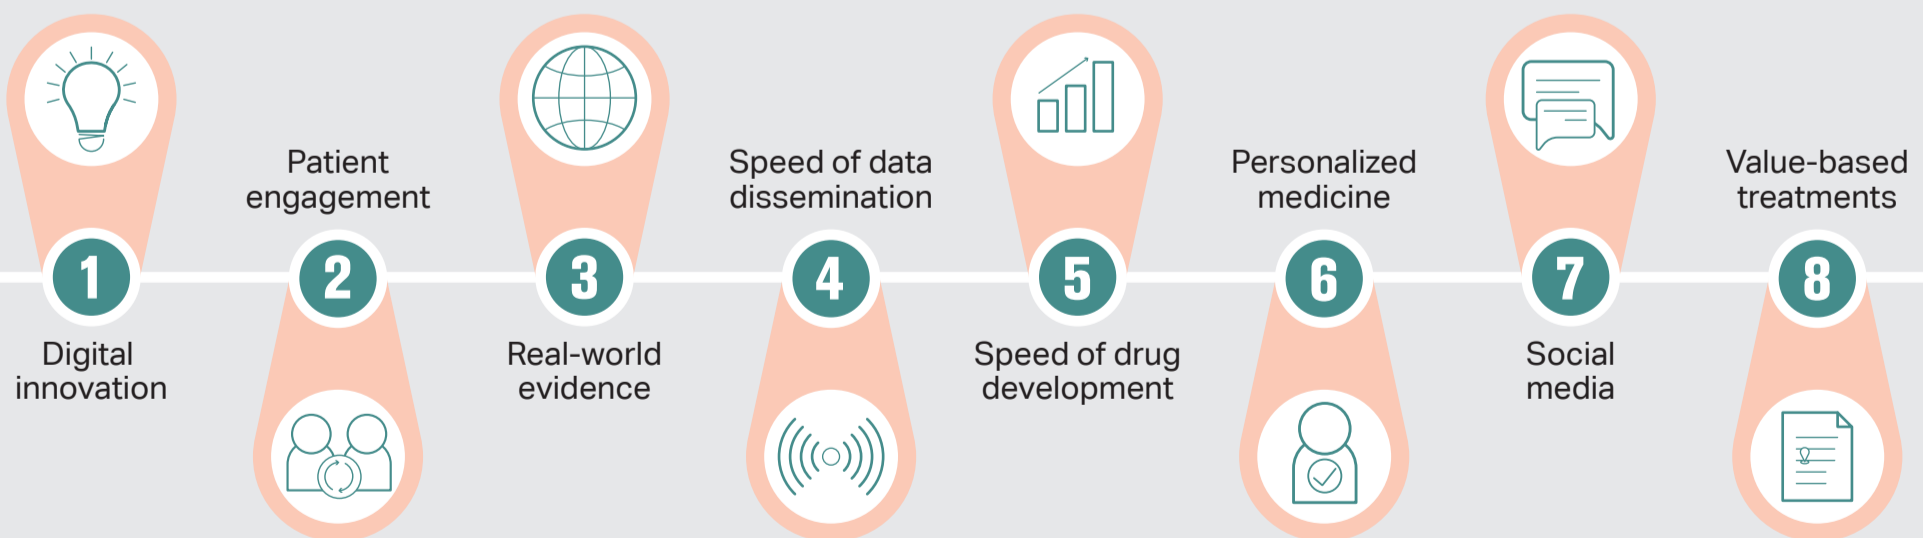 1
Digital
innovation
Patient
engagement
2
3
Real-world
evidence
Speed of data
dissemination
4
5
Speed of drug
development
Personalized
medicine
6
7
Social
media
Value-based
treatments
8